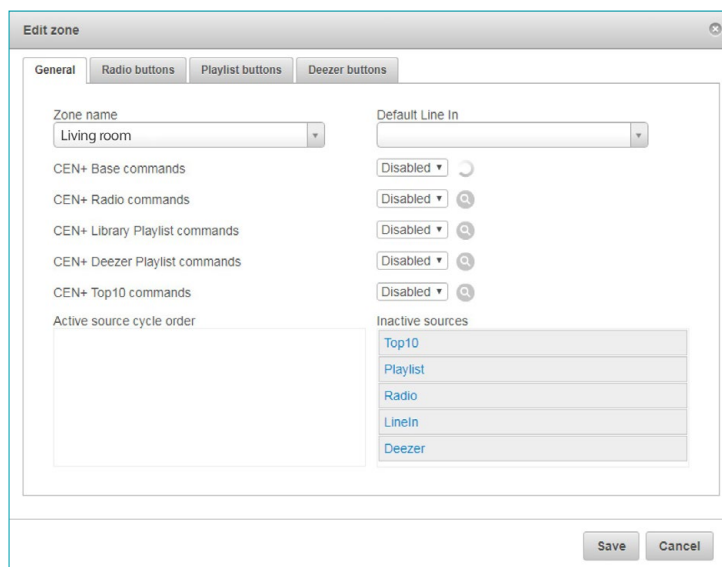 Edit zone
General Radio buttons Playlist buttons Deezer buttons
Zone name Default Line In
Living room
CEN+ Base commands Disabled
CEN+ Radio commands Disabled
CEN+ Library Playlist commands Disabled
CEN+ Deezer Playlist commands Disabled
CEN+ Top10 commands Disabled
Active source cycle order Inactive sources
Top10
Playlist
Radio
LineIn
Deezer
Save Cancel